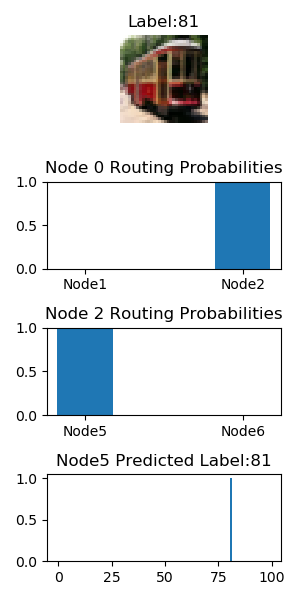 Label:81
Node 0 Routing Probabilities
1.0
0.5
0.0
Node1 Node2
Node 2 Routing Probabilities
1.0
0.5
0.0
Node5 Node6
Node5 Predicted Label:81
1.0
0.5
0.0
0 25 50 75 100